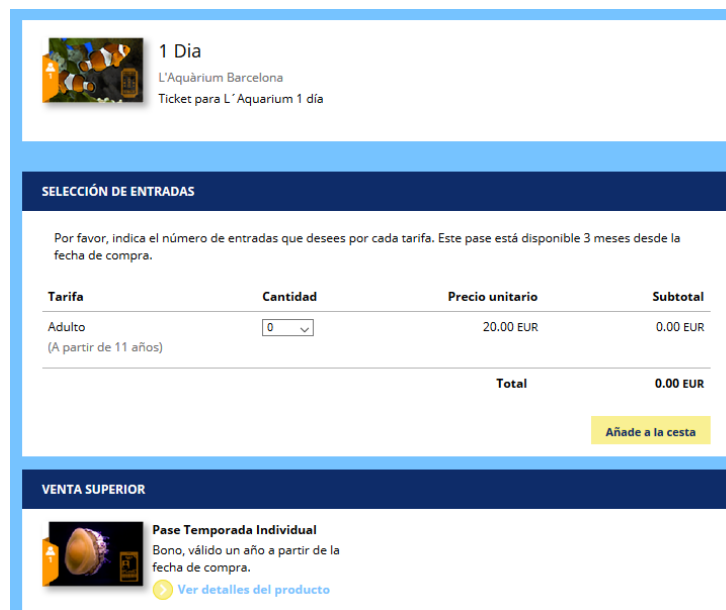 1 Dia
L'Aquàrium Barcelona
Ticket para L´Aquarium 1 día
SELECCIÓN DE ENTRADAS
Por favor, indica el número de entradas que desees por cada tarifa. Este pase está disponible 3 meses desde la
fecha de compra.
Tarifa Cantidad Precio unitario Subtotal
Adulto 0 20.00 EUR 0.00 EUR
(A partir de 11 años)
Total 0.00 EUR
Añade a la cesta
VENTA SUPERIOR
Pase Temporada Individual
Bono, válido un año a partir de la
fecha de compra.
Ver detalles del producto